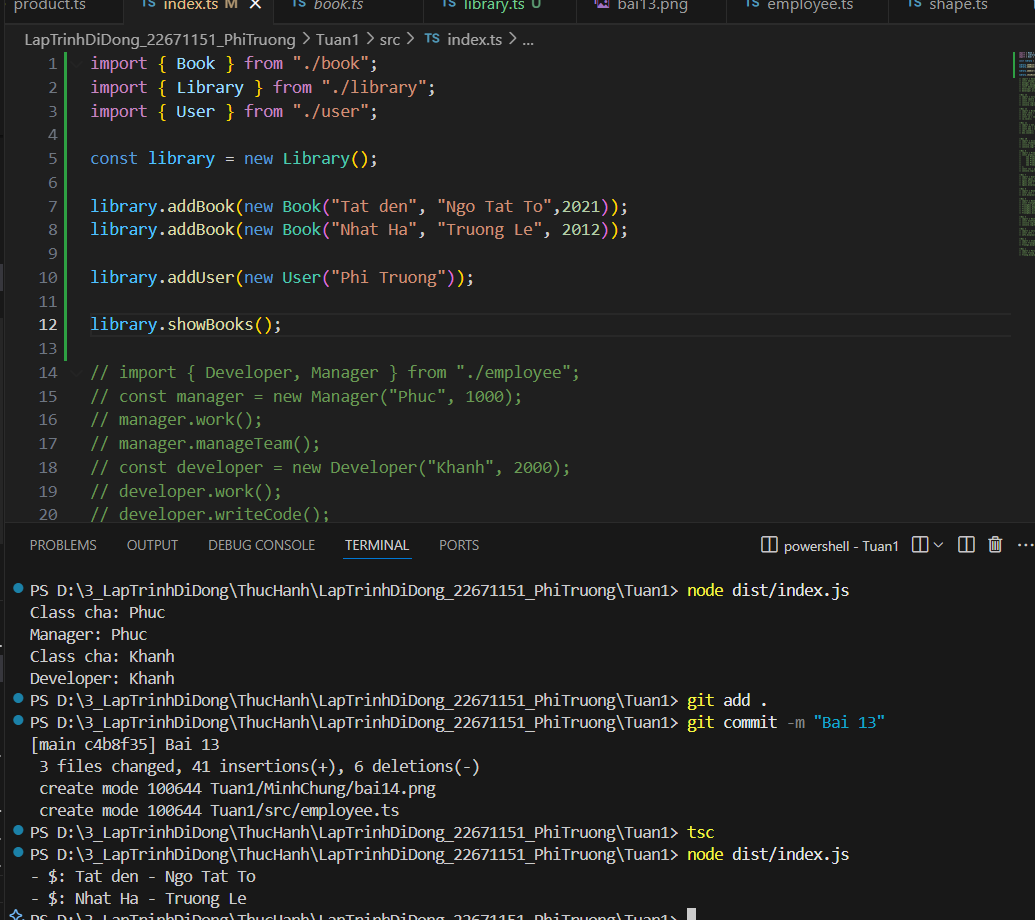 product.ts TS index.ts M × TS book.ts TS library.ts U bai13.png TS employee.ts TS shape.ts
LapTrinhDiDong_22671151_PhiTruong > Tuan1 > src > TS index.ts > ...
1 import { Book } from "./book";
2 import { Library } from "./library";
3 import { User } from "./user";
4
5 const library = new Library();
6
7 library.addBook(new Book("Tat den", "Ngo Tat To",2021));
8 library.addBook(new Book("Nhat Ha", "Truong Le", 2012));
9
10 library.addUser(new User("Phi Truong"));
11
12 library.showBooks();
13
14 // import { Developer, Manager } from "./employee";
15 // const manager = new Manager("Phuc", 1000);
16 // manager.work();
17 // manager.manageTeam();
18 // const developer = new Developer("Khanh", 2000);
19 // developer.work();
20 // developer.writeCode();
PROBLEMS OUTPUT DEBUG CONSOLE TERMINAL PORTS powershell - Tuan1 ...
PS D:\3_LapTrinhDiDong\ThucHanh\LapTrinhDiDong_22671151_PhiTruong\Tuan1> node dist/index.js
Class cha: Phuc
Manager: Phuc
Class cha: Khanh
Developer: Khanh
PS D:\3_LapTrinhDiDong\ThucHanh\LapTrinhDiDong_22671151_PhiTruong\Tuan1> git add .
PS D:\3_LapTrinhDiDong\ThucHanh\LapTrinhDiDong_22671151_PhiTruong\Tuan1> git commit -m "Bai 13"
[main c4b8f35] Bai 13
3 files changed, 41 insertions(+), 6 deletions(-)
create mode 100644 Tuan1/MinhChung/bai14.png
create mode 100644 Tuan1/src/employee.ts
PS D:\3_LapTrinhDiDong\ThucHanh\LapTrinhDiDong_22671151_PhiTruong\Tuan1> tsc
PS D:\3_LapTrinhDiDong\ThucHanh\LapTrinhDiDong_22671151_PhiTruong\Tuan1> node dist/index.js
- $: Tat den - Ngo Tat To
- $: Nhat Ha - Truong Le
PS D:\3_LapTrinhDiDong\ThucHanh\LapTrinhDiDong_22671151_PhiTruong\Tuan1>